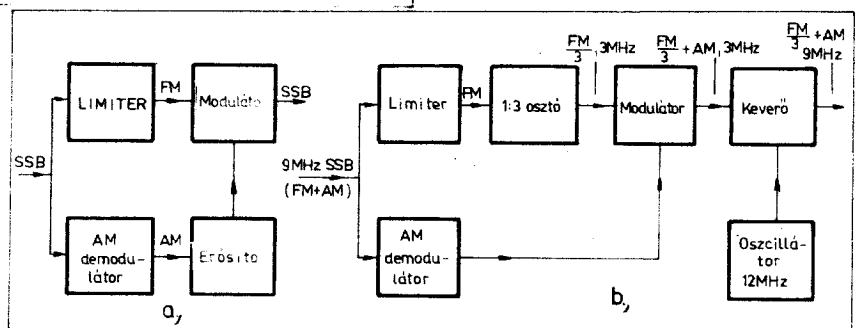 SSB
LIMITER
FM
Moduláto
SSB
AM
demodu-
látor
AM
Erősítő
a,
9MHz SSB
(FM+AM)
Limiter
FM
1:3 osztó
FM/3, 3MHz
Modulátor
FM/3 +AM, 3MHz
Keverő
FM/3 +AM
9MHz
AM
demodu-
látor
Oszcillá-
tor
12MHz
b,